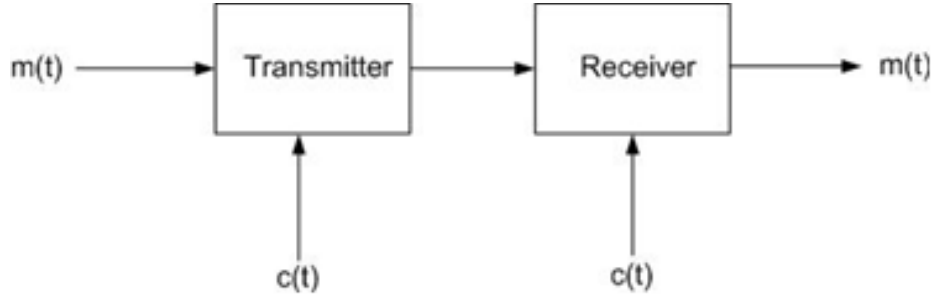 m(t)
Transmitter
Receiver
m(t)
c(t)
c(t)